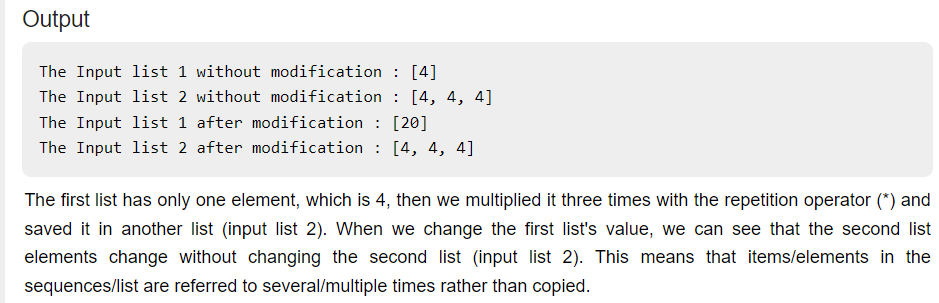 Output
The Input list 1 without modification : [4]
The Input list 2 without modification : [4, 4, 4]
The Input list 1 after modification : [20]
The Input list 2 after modification : [4, 4, 4]
The first list has only one element, which is 4, then we multiplied it three times with the repetition operator (*) and
saved it in another list (input list 2). When we change the first list's value, we can see that the second list
elements change without changing the second list (input list 2). This means that items/elements in the
sequences/list are referred to several/multiple times rather than copied.